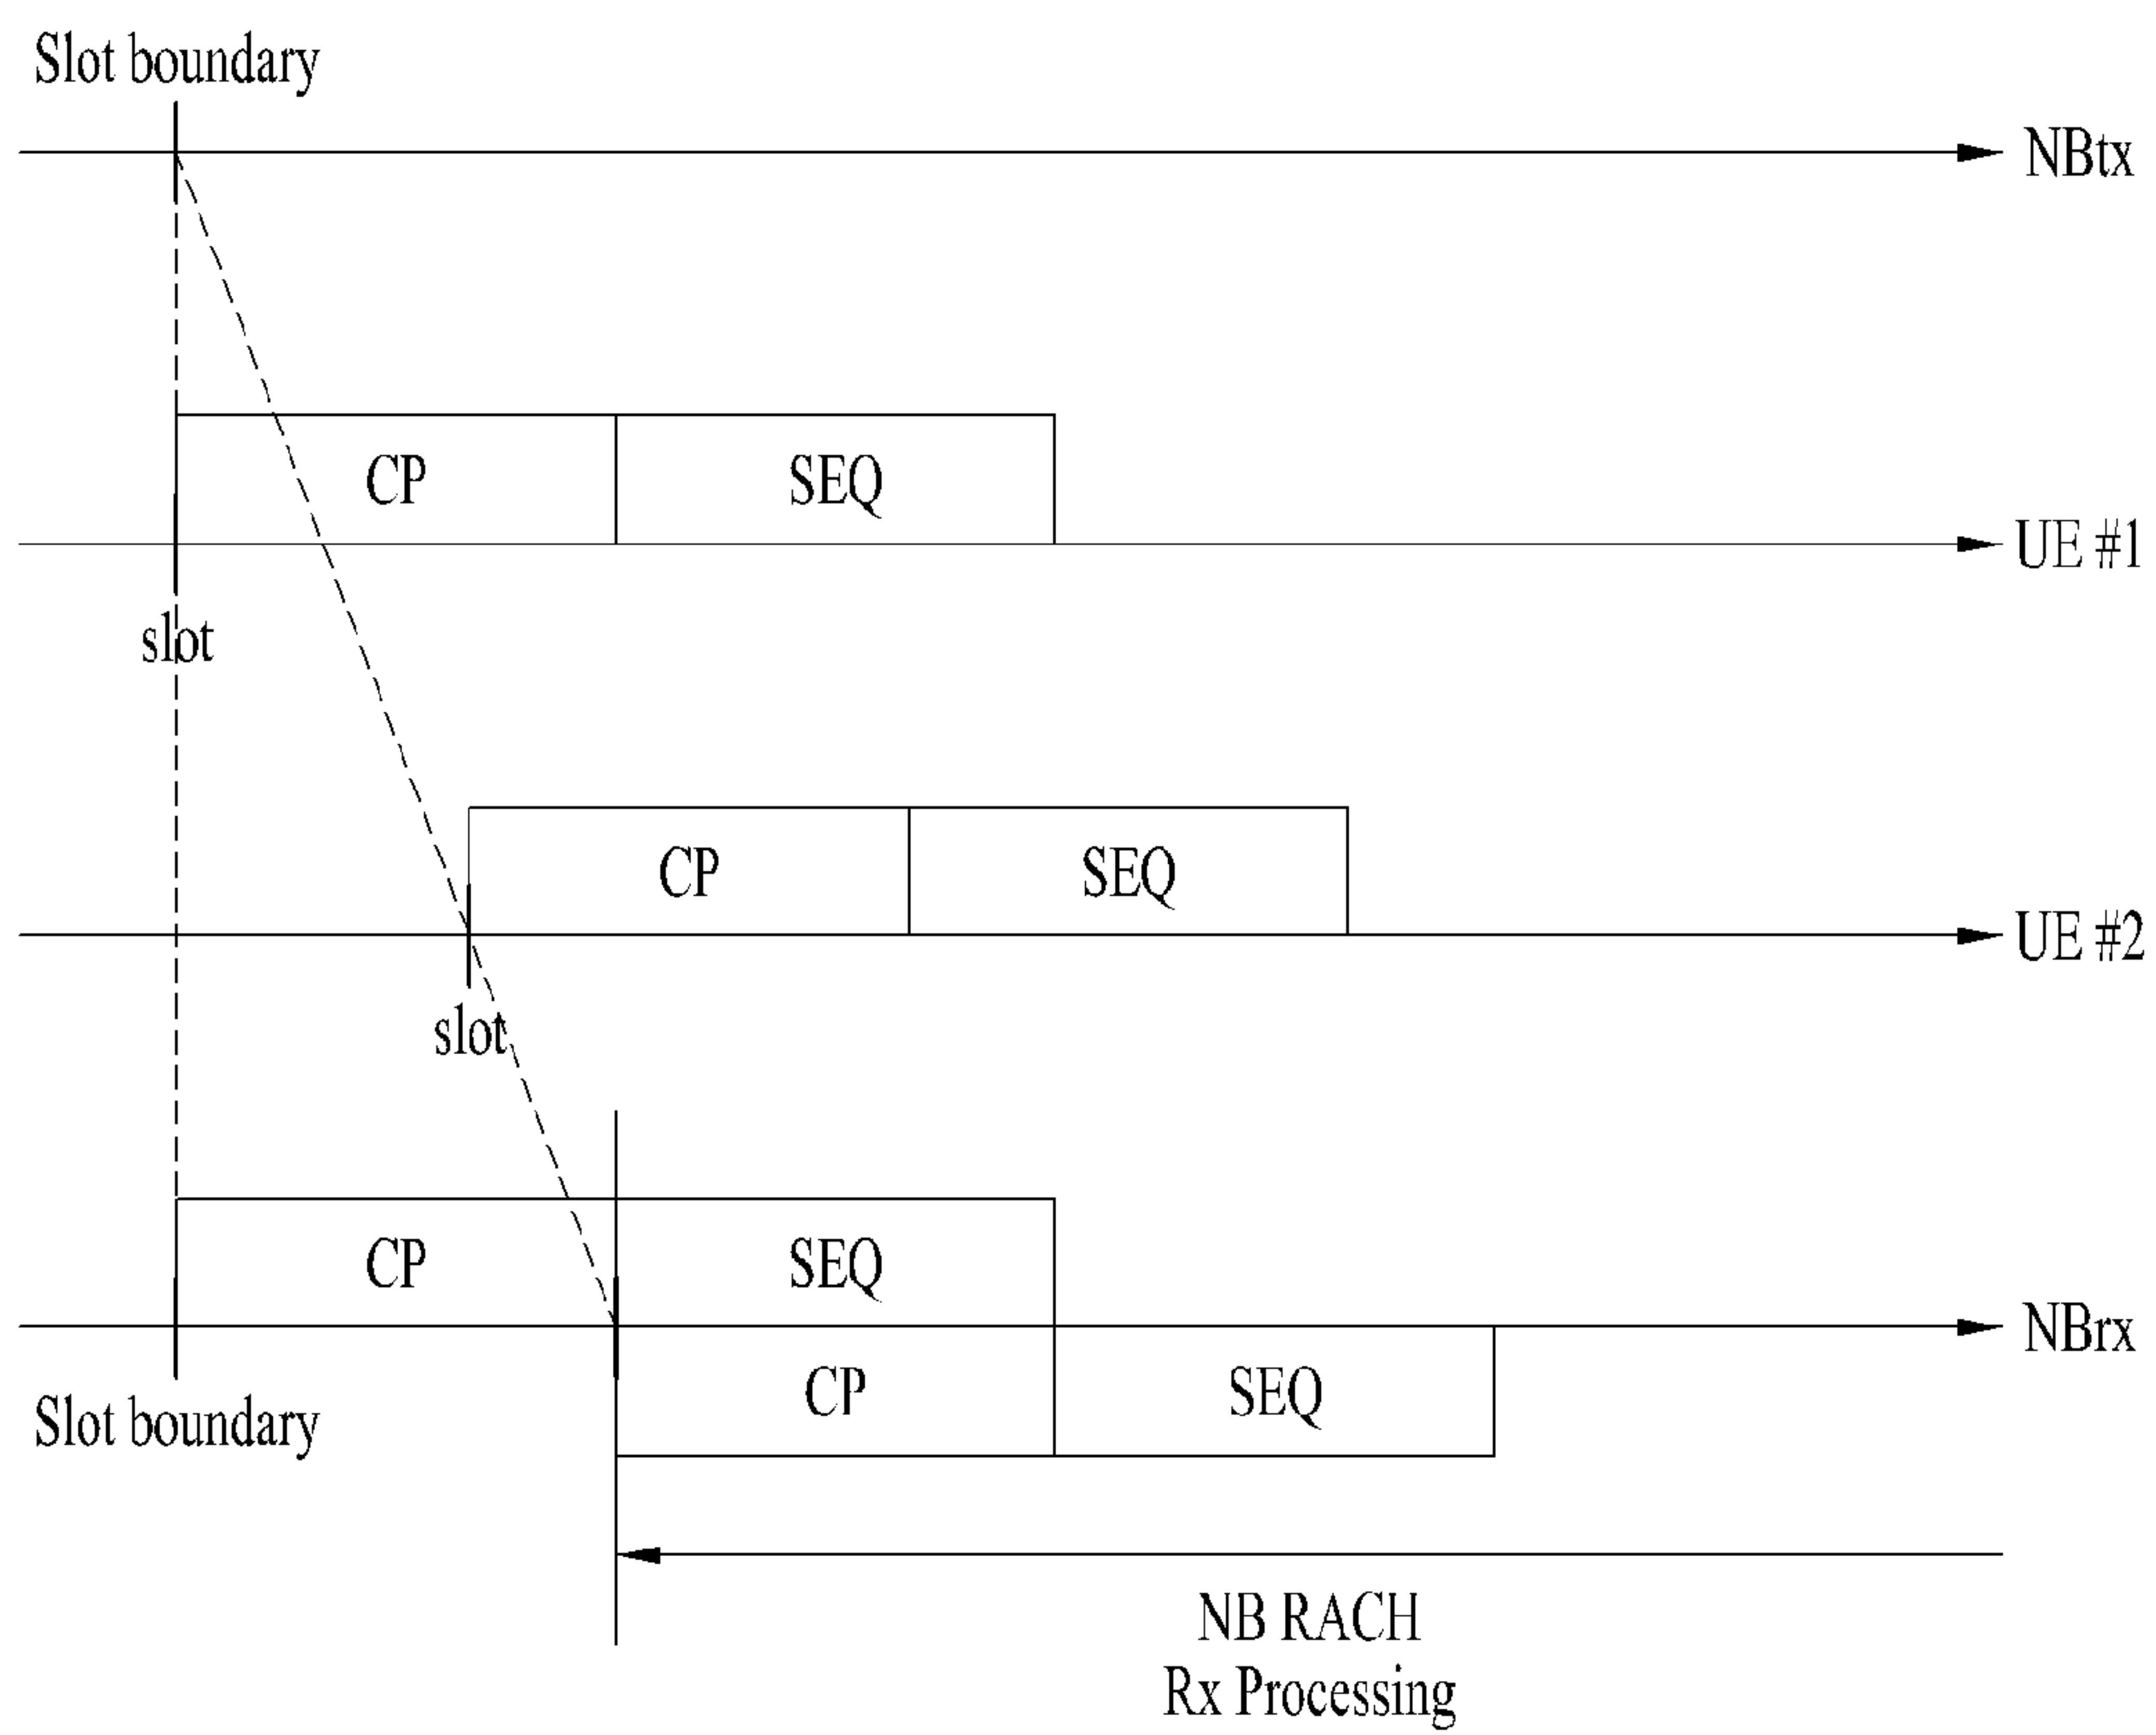 Slot boundary
NBtx
CP
SEQ
UE #1
slot
CP
SEQ
UE #2
slot
CP
SEQ
NBrx
CP
SEQ
Slot boundary
NB RACH
Rx Processing